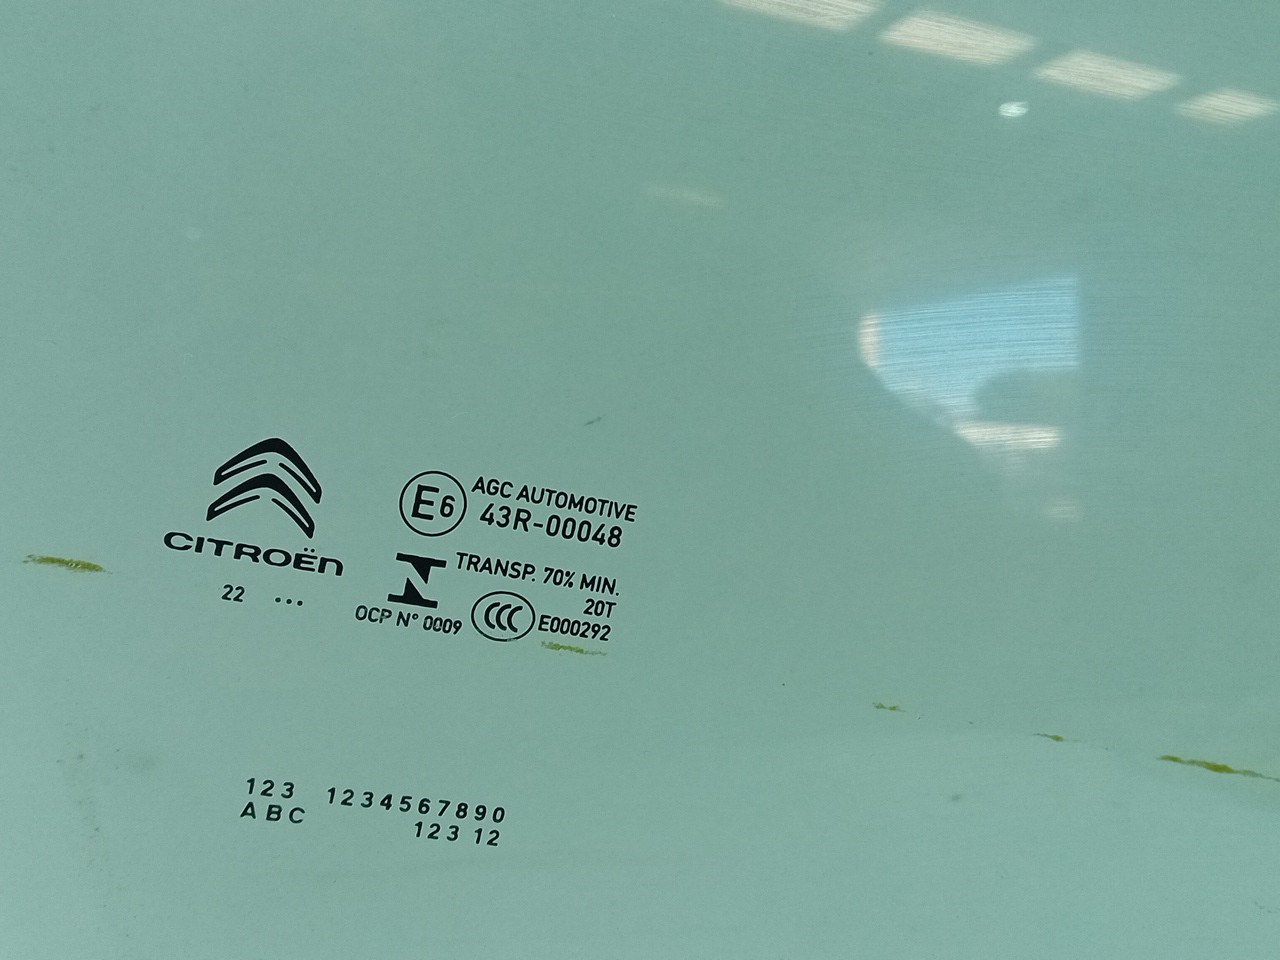 CITROËn
22 ...
E6
AGC AUTOMOTIVE
43R-00048
TRANSP. 70% MIN.
20T
OCP N° 0009
CCC
E000292
123 1234567890
ABC 123 12